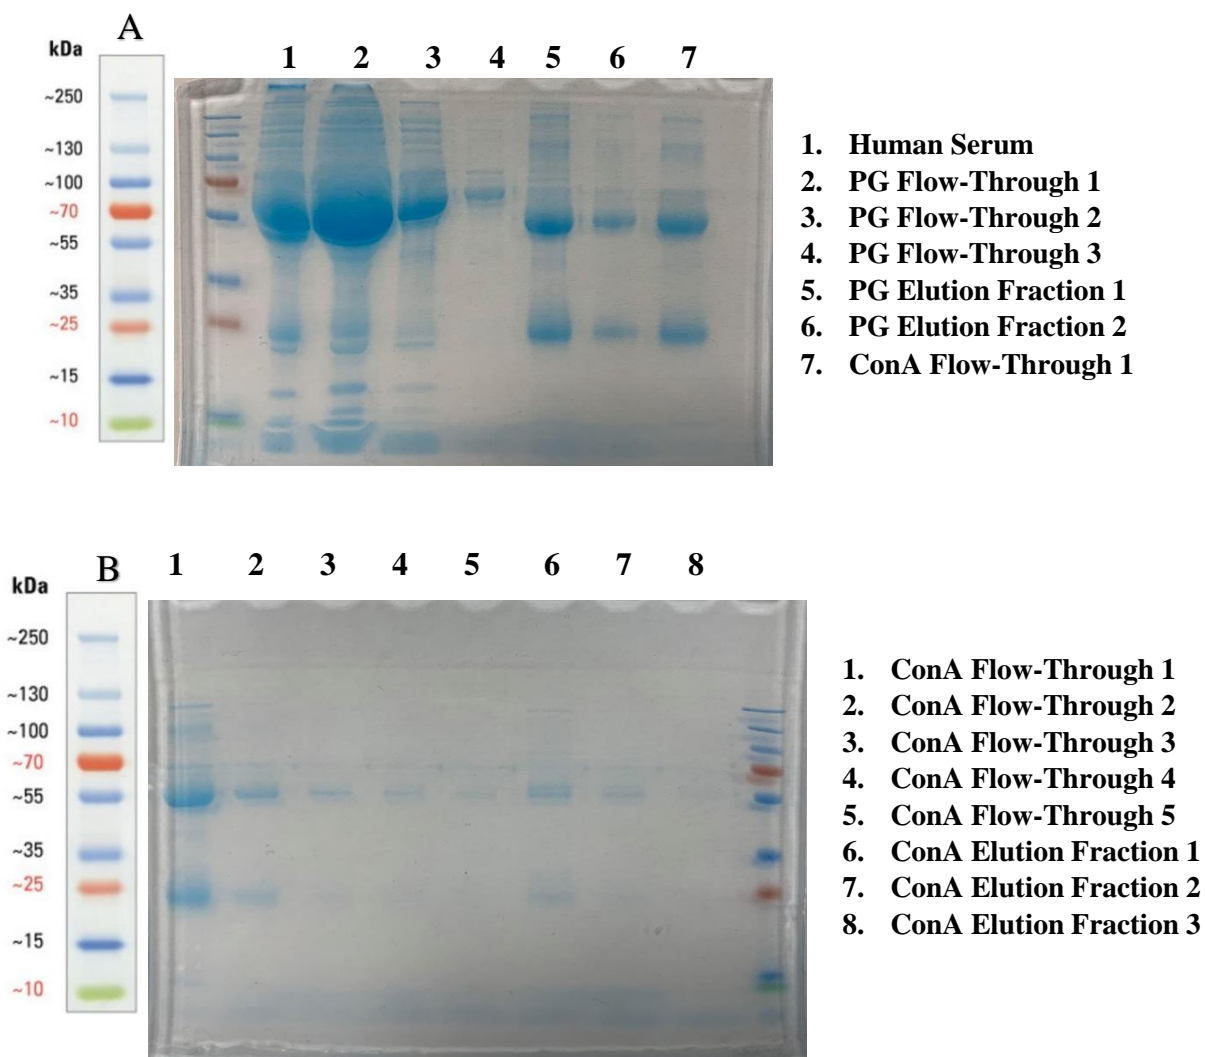 A
kDa
1 2 3 4 5 6 7
~250
~130
~100
~70
~55
~35
~25
~15
~10
1. Human Serum
2. PG Flow-Through 1
3. PG Flow-Through 2
4. PG Flow-Through 3
5. PG Elution Fraction 1
6. PG Elution Fraction 2
7. ConA Flow-Through 1
B
kDa
1 2 3 4 5 6 7 8
~250
~130
~100
~70
~55
~35
~25
~15
~10
1. ConA Flow-Through 1
2. ConA Flow-Through 2
3. ConA Flow-Through 3
4. ConA Flow-Through 4
5. ConA Flow-Through 5
6. ConA Elution Fraction 1
7. ConA Elution Fraction 2
8. ConA Elution Fraction 3